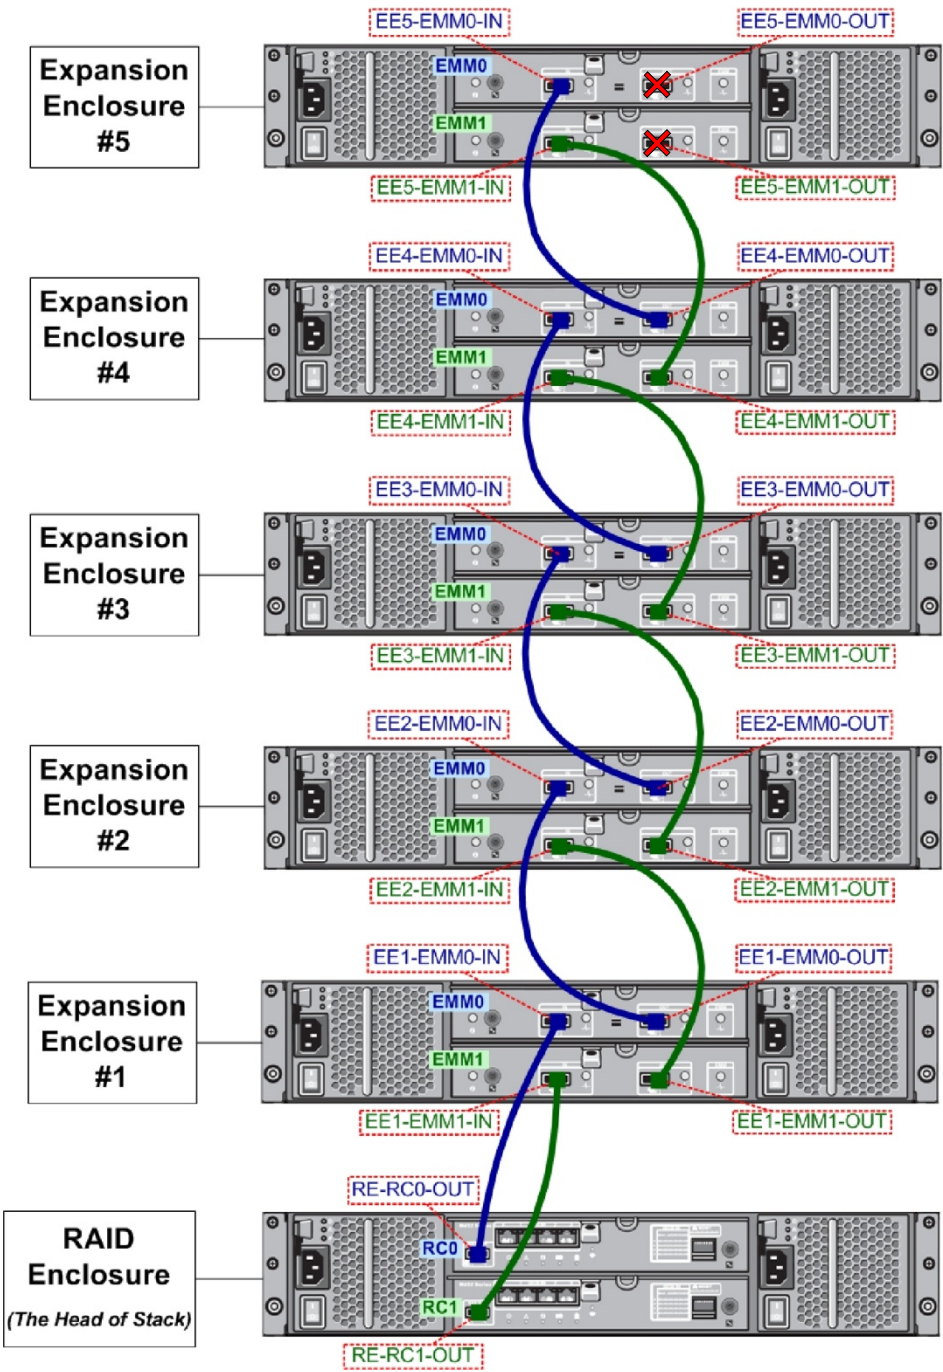 EE5-EMM0-IN
EE5-EMM0-OUT
Expansion
Enclosure
#5
EMM0
EMM1
EE5-EMM1-IN
EE5-EMM1-OUT
EE4-EMM0-IN
EE4-EMM0-OUT
Expansion
Enclosure
#4
EMM0
EMM1
EE4-EMM1-IN
EE4-EMM1-OUT
EE3-EMM0-IN
EE3-EMM0-OUT
Expansion
Enclosure
#3
EMM0
EMM1
EE3-EMM1-IN
EE3-EMM1-OUT
EE2-EMM0-IN
EE2-EMM0-OUT
Expansion
Enclosure
#2
EMM0
EMM1
EE2-EMM1-IN
EE2-EMM1-OUT
EE1-EMM0-IN
EE1-EMM0-OUT
Expansion
Enclosure
#1
EMM0
EMM1
EE1-EMM1-IN
EE1-EMM1-OUT
RE-RC0-OUT
RAID
Enclosure
(The Head of Stack)
RC0
RC1
RE-RC1-OUT